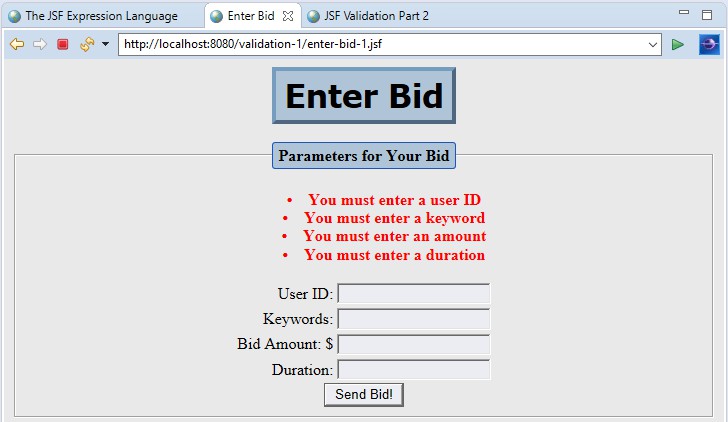 The JSF Expression Language
Enter Bid
JSF Validation Part 2
http://localhost:8080/validation-1/enter-bid-1.jsf
Enter Bid
Parameters for Your Bid
• You must enter a user ID
• You must enter a keyword
• You must enter an amount
• You must enter a duration
User ID:
Keywords:
Bid Amount: $
Duration:
Send Bid!